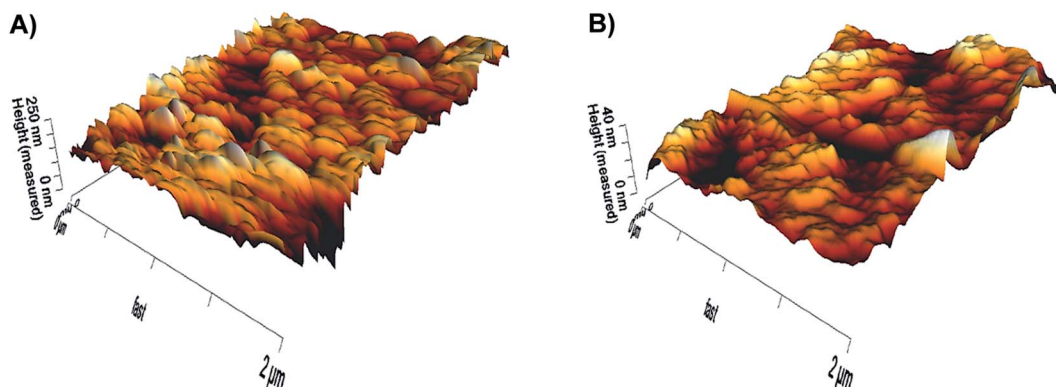 A)
250 nm
Height (measured)
0 nm
0 µm
fast
2 µm
B)
40 nm
Height (measured)
0 nm
0 µm
fast
2 µm